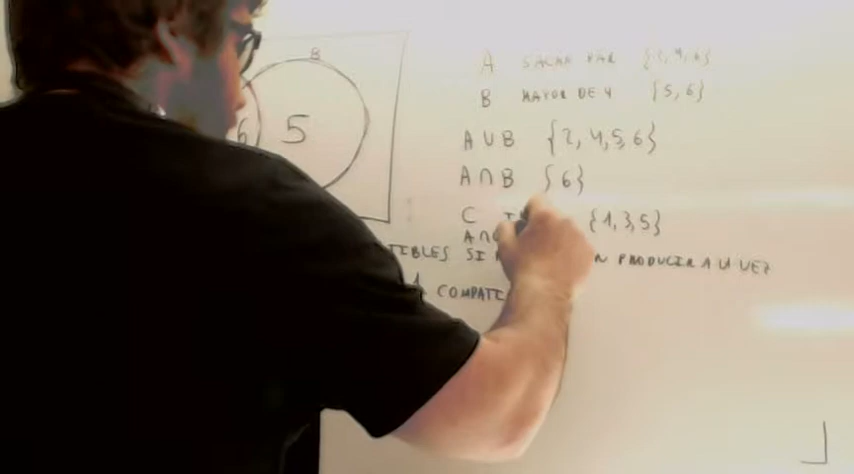 B
6 5
A SACAR PAR {2,4,6}
B MAYOR DE 4 {5,6}
A∪B {2,4,5,6}
A∩B {6}
C {1,3,5}
A∩
TIBLES SI PRODUCIR A LA VEZ
COMPATI